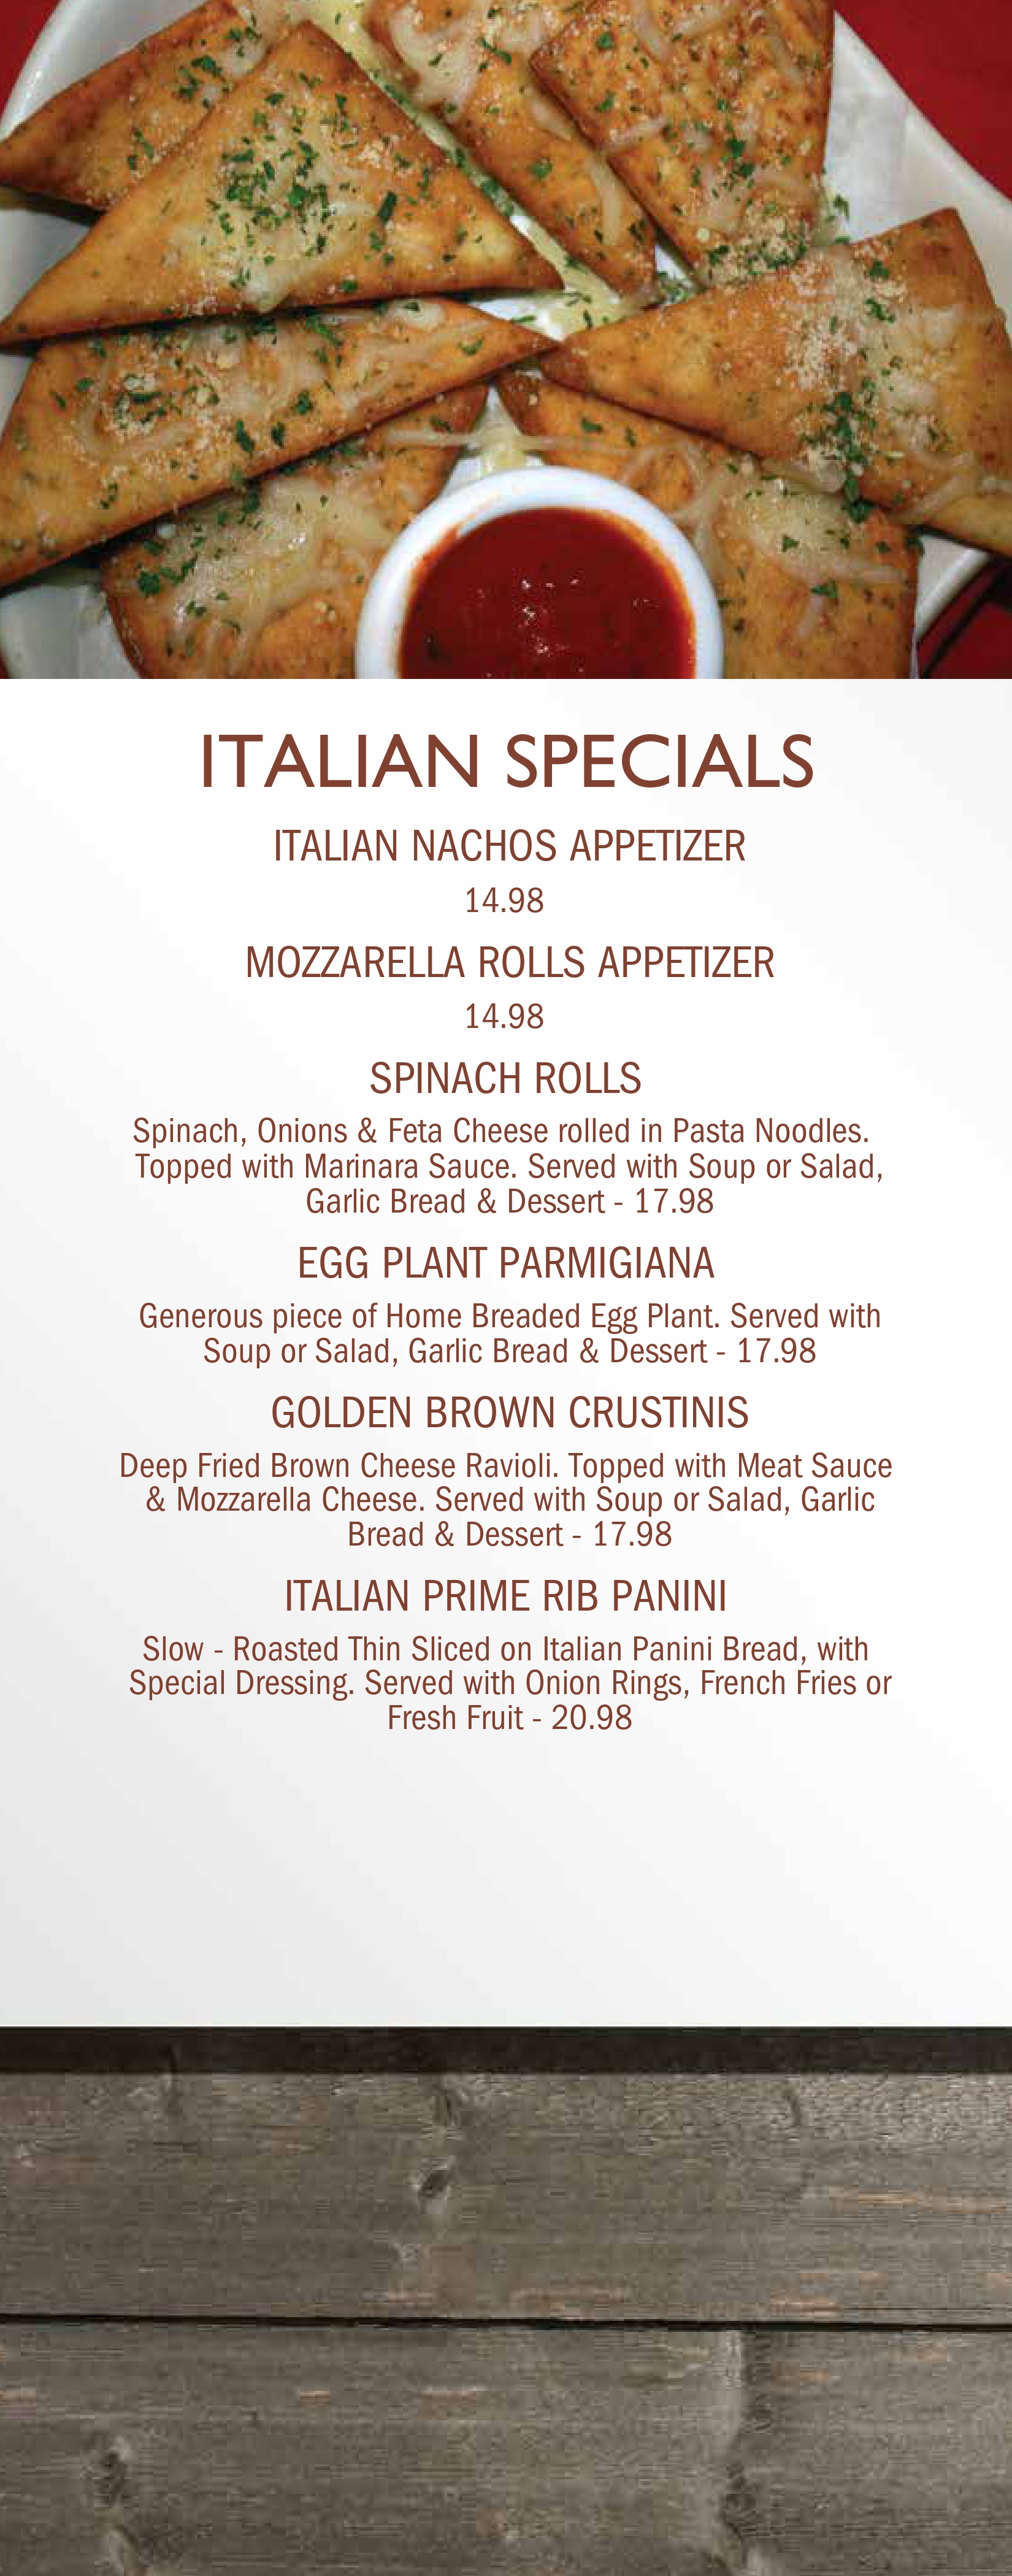 ITALIAN SPECIALS
ITALIAN NACHOS APPETIZER
14.98
MOZZARELLA ROLLS APPETIZER
14.98
SPINACH ROLLS
Spinach, Onions & Feta Cheese rolled in Pasta Noodles.
Topped with Marinara Sauce. Served with Soup or Salad,
Garlic Bread & Dessert - 17.98
EGG PLANT PARMIGIANA
Generous piece of Home Breaded Egg Plant. Served with
Soup or Salad, Garlic Bread & Dessert - 17.98
GOLDEN BROWN CRUSTINIS
Deep Fried Brown Cheese Ravioli. Topped with Meat Sauce
& Mozzarella Cheese. Served with Soup or Salad, Garlic
Bread & Dessert - 17.98
ITALIAN PRIME RIB PANINI
Slow - Roasted Thin Sliced on Italian Panini Bread, with
Special Dressing. Served with Onion Rings, French Fries or
Fresh Fruit - 20.98